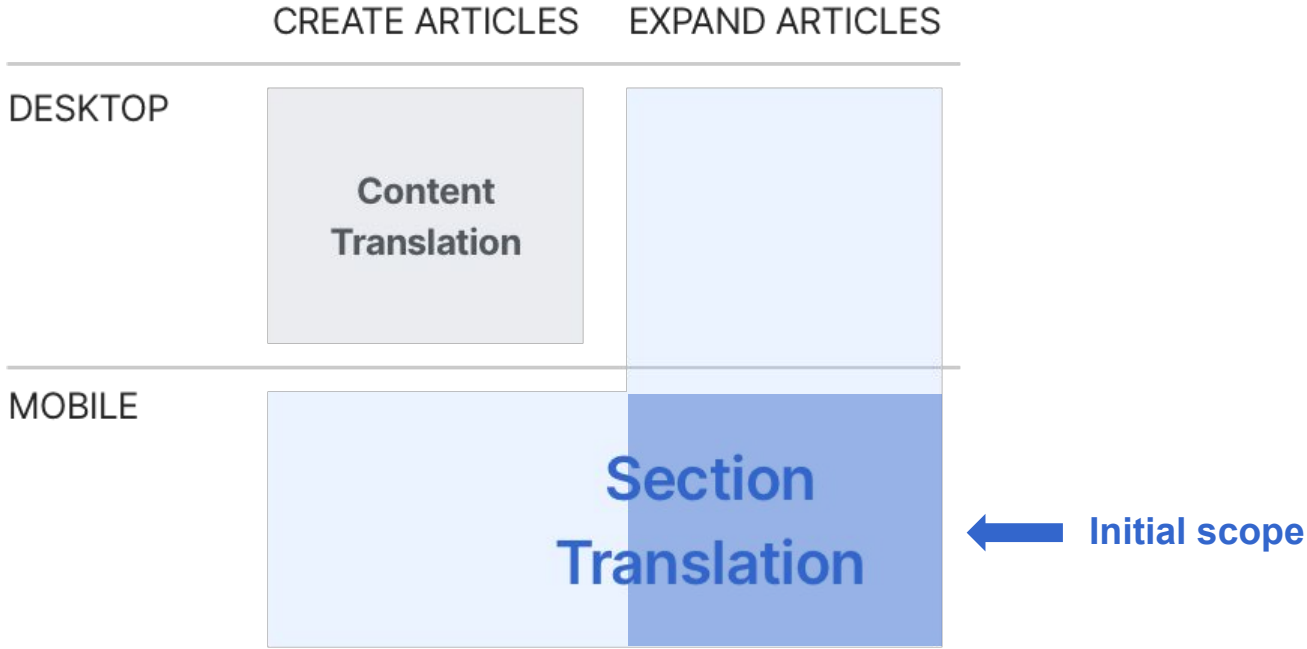 CREATE ARTICLES EXPAND ARTICLES
DESKTOP
Content
Translation
MOBILE
Section
Translation
Initial scope